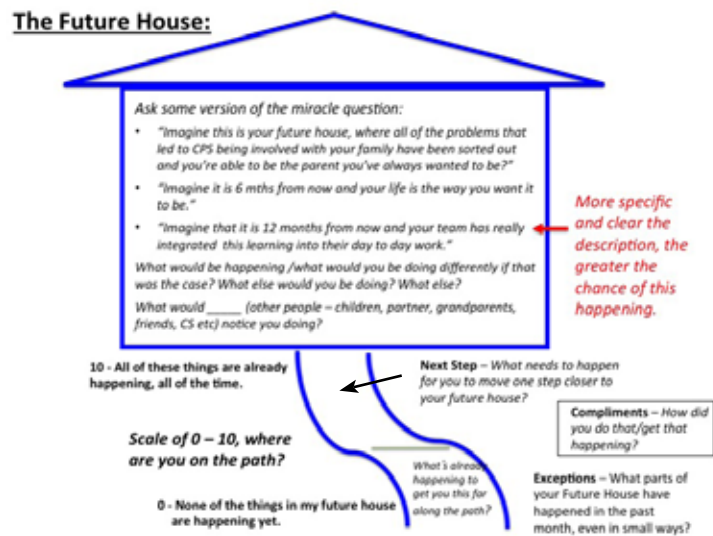 The Future House:
Ask some version of the miracle question:
• "Imagine this is your future house, where all of the problems that
led to CPS being involved with your family have been sorted out
and you're able to be the parent you've always wanted to be?"
• "Imagine it is 6 mths from now and your life is the way you want it
to be."
• "Imagine that it is 12 months from now and your team has really
integrated this learning into their day to day work."
What would be happening /what would you be doing differently if that
was the case? What else would you be doing? What else?
What would _____ (other people – children, partner, grandparents,
friends, CS etc) notice you doing?
More specific
and clear the
description, the
greater the
chance of this
happening.
10 - All of these things are already
happening, all of the time.
Next Step – What needs to happen
for you to move one step closer to
your future house?
Compliments – How did
you do that/get that
happening?
Scale of 0 – 10, where
are you on the path?
What's already
happening to
get you this far
along the path?
Exceptions – What parts of
your Future House have
happened in the past
month, even in small ways?
0 - None of the things in my future house
are happening yet.